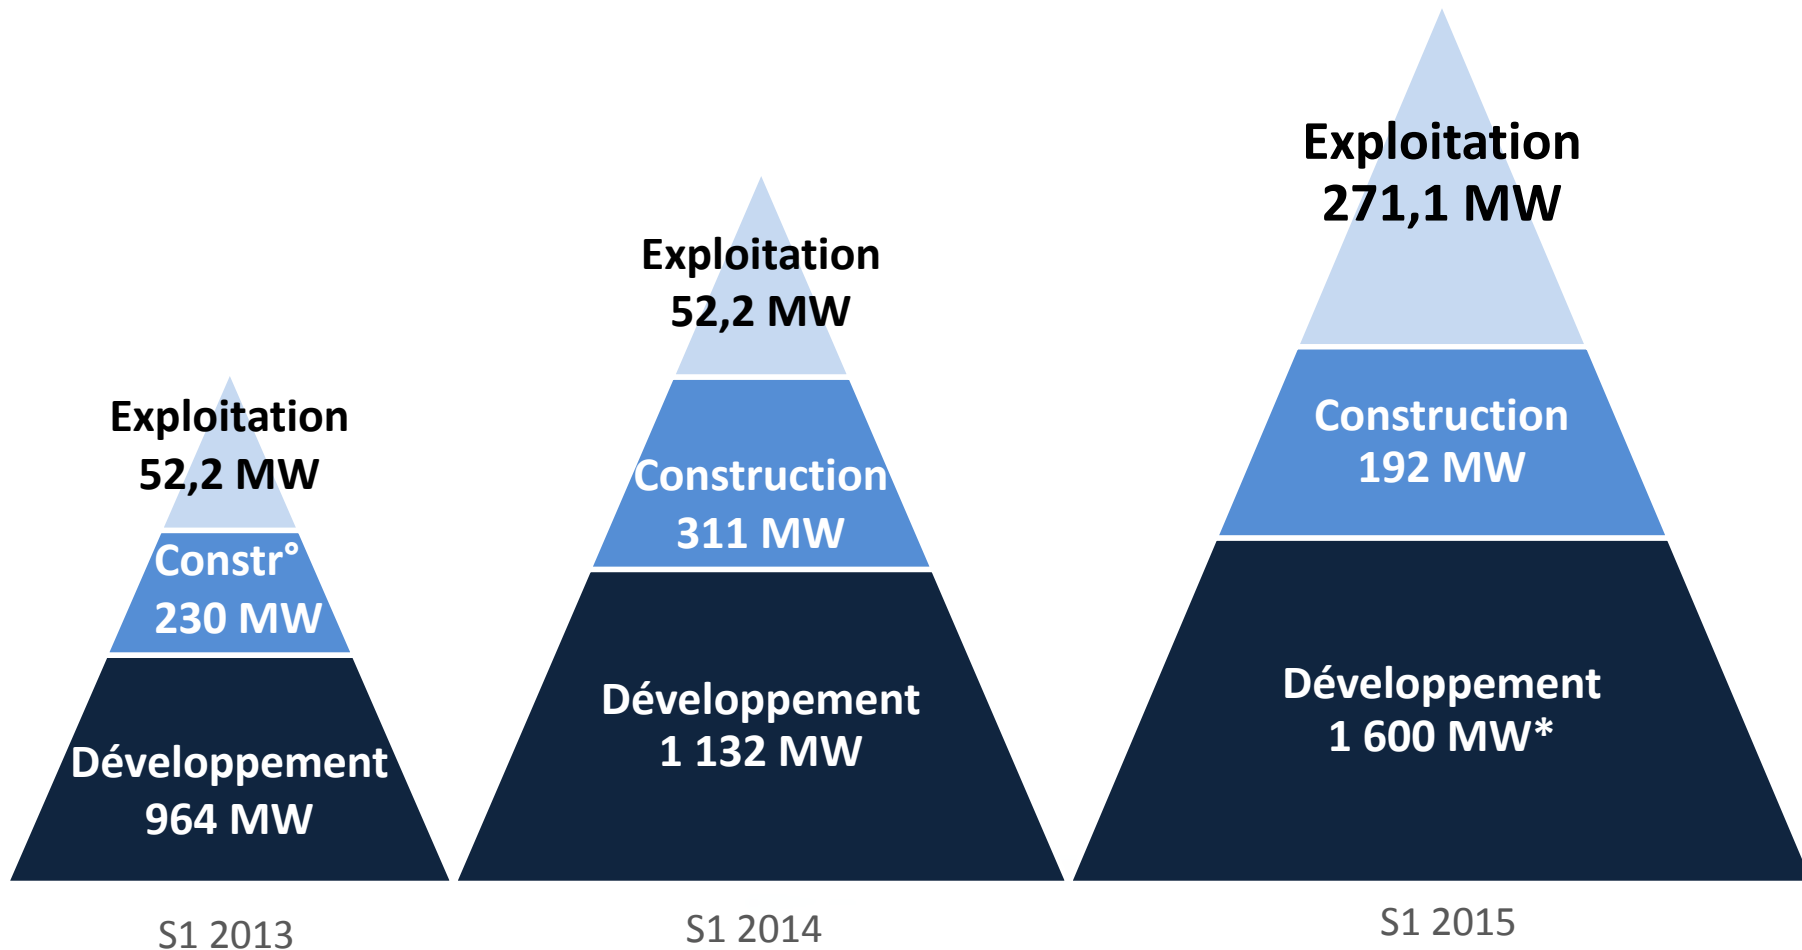 Exploitation
52,2 MW
Constr°
230 MW
Développement
964 MW
S1 2013
Exploitation
52,2 MW
Construction
311 MW
Développement
1 132 MW
S1 2014
Exploitation
271,1 MW
Construction
192 MW
Développement
1 600 MW*
S1 2015